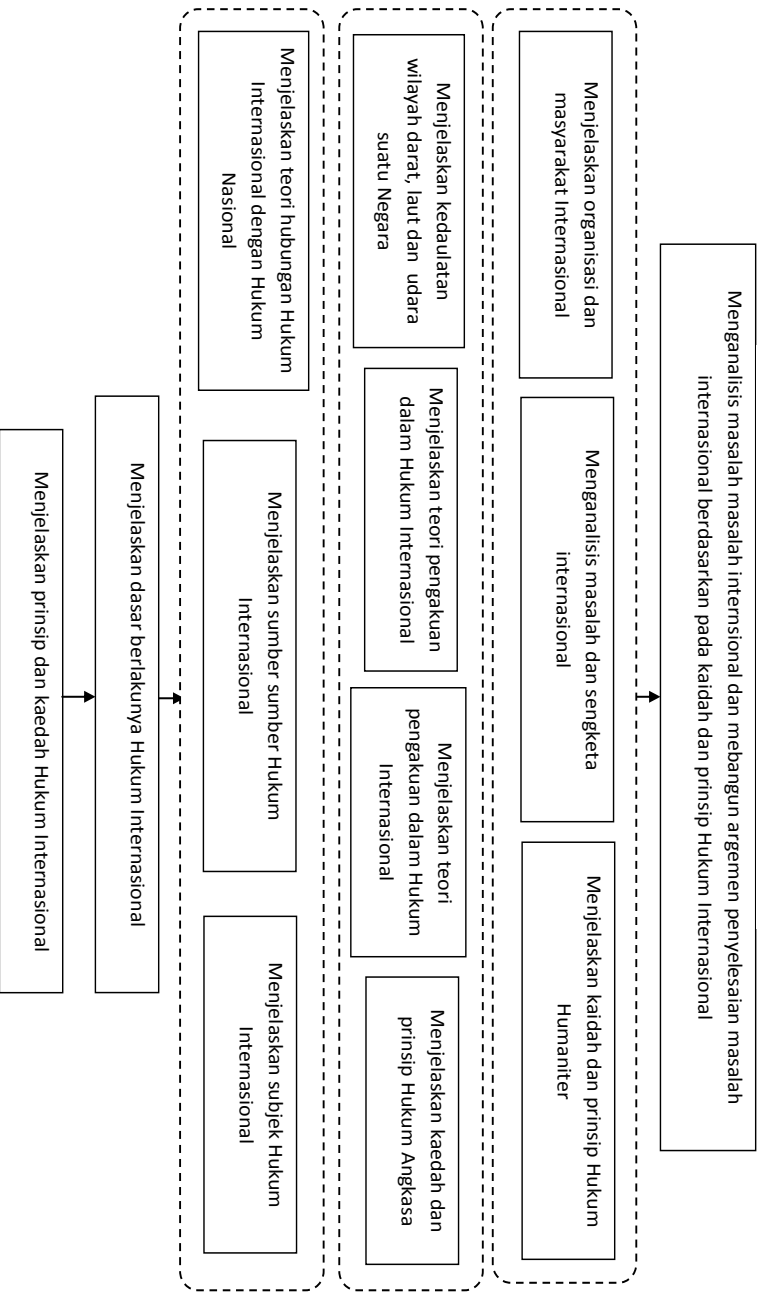 Menganalisis masalah masalah internsional dan mebangun argemen penyelesaian masalah
internasional berdasarkan pada kaidah dan prinsip Hukum Internasional
Menjelaskan organisasi dan
masyarakat Internasional
Menganalisis masalah dan sengketa
internasional
Menjelaskan kaidah dan prinsip Hukum
Humaniter
Menjelaskan kedaulatan
wilayah darat, laut dan udara
suatu Negara
Menjelaskan teori pengakuan
dalam Hukum Internasional
Menjelaskan teori
pengakuan dalam Hukum
Internasional
Menjelaskan kaedah dan
prinsip Hukum Angkasa
Menjelaskan teori hubungan Hukum
Internasional dengan Hukum
Nasional
Menjelaskan sumber sumber Hukum
Internasional
Menjelaskan subjek Hukum
Internasional
Menjelaskan dasar berlakunya Hukum Internasional
Menjelaskan prinsip dan kaedah Hukum Internasional